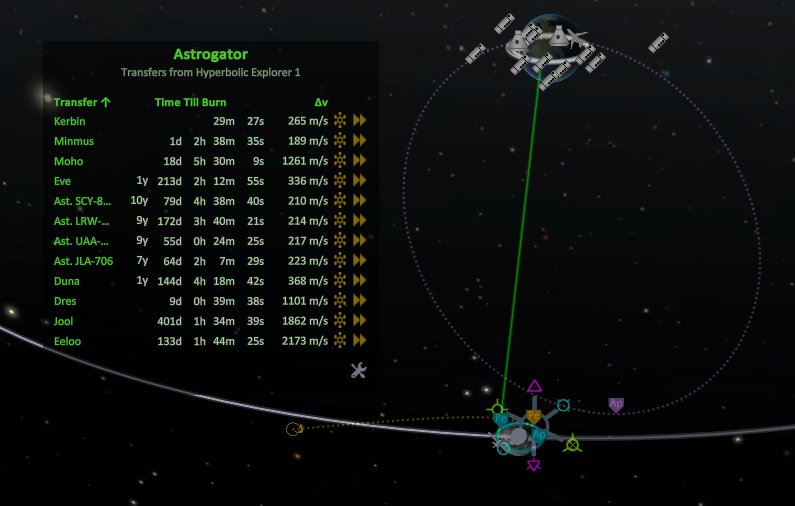 Astrogator
Transfers from Hyperbolic Explorer 1
Transfer ↑ Time Till Burn Δv
Kerbin 29m 27s 265 m/s
Minmus 1d 2h 38m 35s 189 m/s
Moho 18d 5h 30m 9s 1261 m/s
Eve 1y 213d 2h 12m 55s 336 m/s
Ast. SCY-8... 10y 79d 4h 38m 40s 210 m/s
Ast. LRW-... 9y 172d 3h 40m 21s 214 m/s
Ast. UAA-... 9y 55d 0h 24m 25s 217 m/s
Ast. JLA-706 7y 64d 2h 7m 29s 223 m/s
Duna 1y 144d 4h 18m 42s 368 m/s
Dres 9d 0h 39m 38s 1101 m/s
Jool 401d 1h 34m 39s 1862 m/s
Eeloo 133d 1h 44m 25s 2173 m/s
Ap
Pe
Pe
Ap